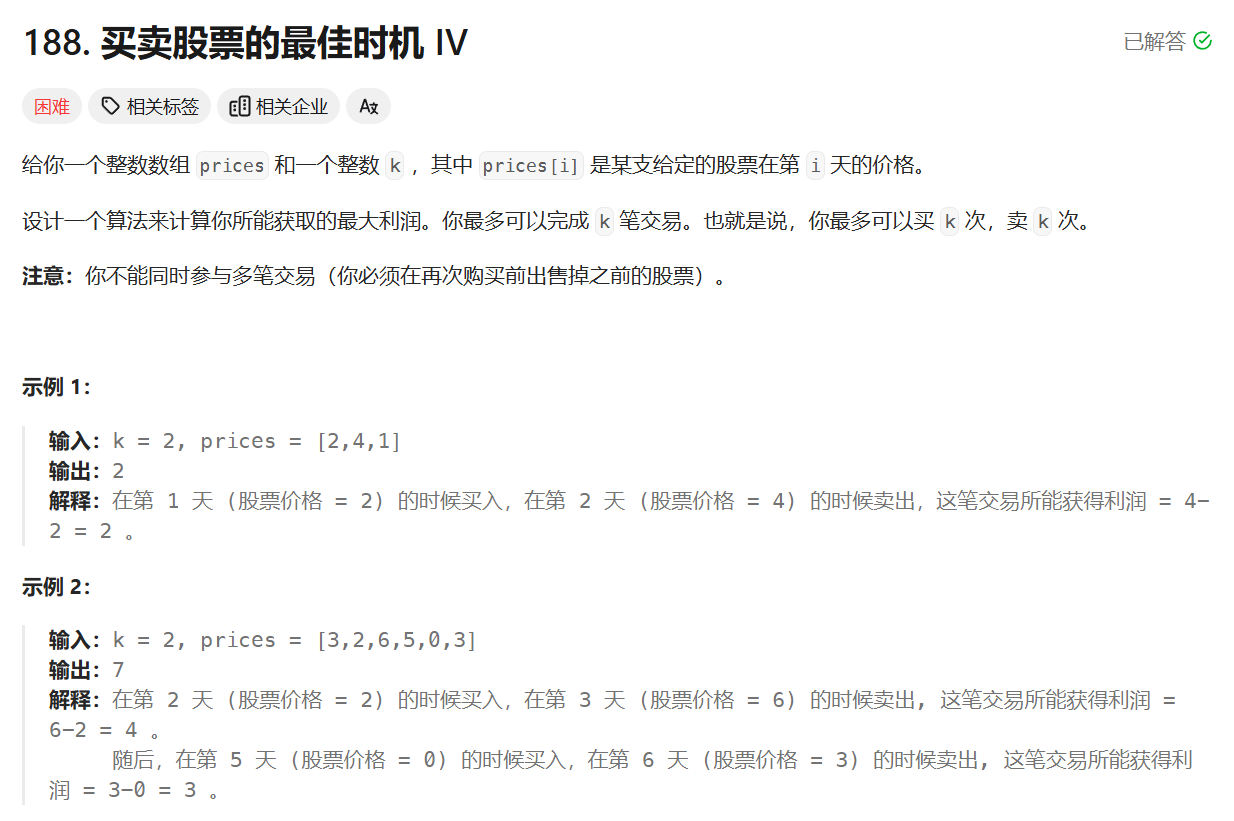 188. 买卖股票的最佳时机 IV
已解答
困难 相关标签 相关企业 Ax
给你一个整数数组 prices 和一个整数 k ，其中 prices[i] 是某支给定的股票在第 i 天的价格。
设计一个算法来计算你所能获取的最大利润。你最多可以完成 k 笔交易。也就是说，你最多可以买 k 次，卖 k 次。
注意：你不能同时参与多笔交易（你必须在再次购买前出售掉之前的股票）。
示例 1：
输入：k = 2, prices = [2,4,1]
输出：2
解释：在第 1 天 (股票价格 = 2) 的时候买入，在第 2 天 (股票价格 = 4) 的时候卖出，这笔交易所能获得利润 = 4-
2 = 2 。
示例 2：
输入：k = 2, prices = [3,2,6,5,0,3]
输出：7
解释：在第 2 天 (股票价格 = 2) 的时候买入，在第 3 天 (股票价格 = 6) 的时候卖出, 这笔交易所能获得利润 =
6-2 = 4 。
随后，在第 5 天 (股票价格 = 0) 的时候买入，在第 6 天 (股票价格 = 3) 的时候卖出, 这笔交易所能获得利
润 = 3-0 = 3 。